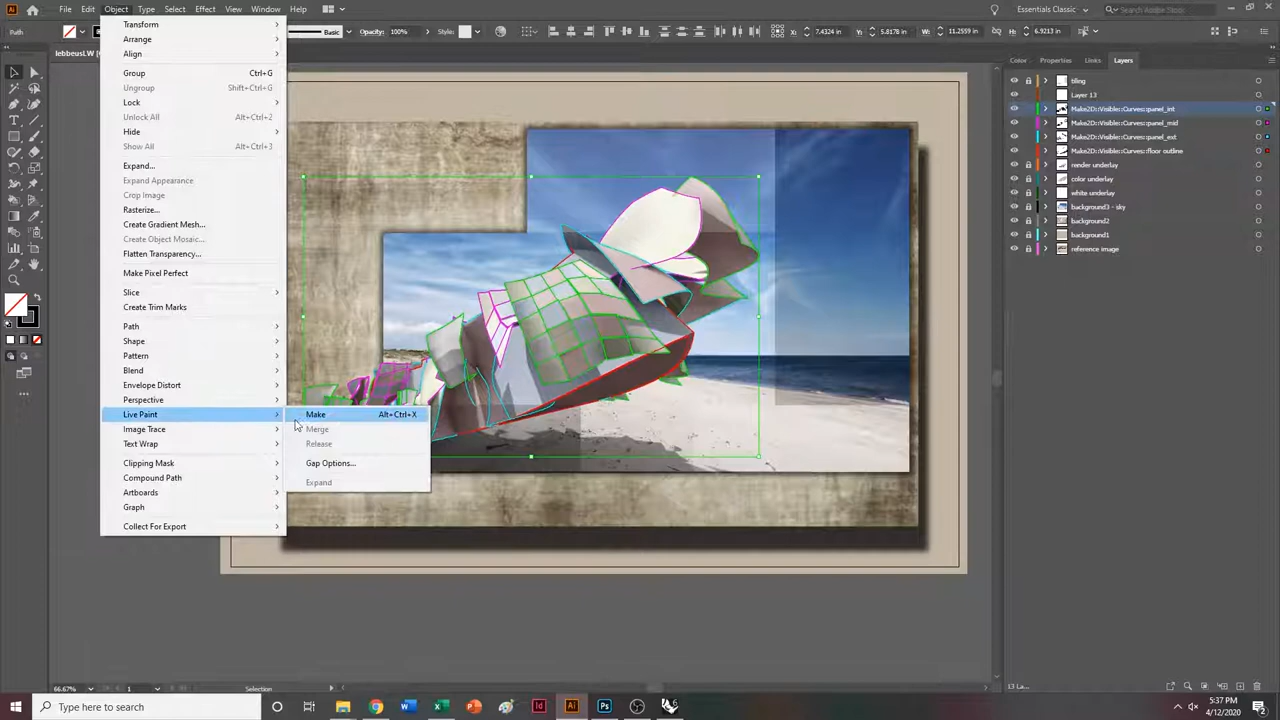 File Edit Object Type Select Effect View Window Help Essentials Classic Search Adobe Stock
Path Basic Opacity: 100% X: 7.4324 in Y: 5.8178 in W: 11.2559 in H: 6.9213 in
lebbeusLW
Transform
Arrange
Align
Group Ctrl+G
Ungroup Shift+Ctrl+G
Lock
Unlock All Alt+Ctrl+2
Hide
Show All Alt+Ctrl+3
Expand...
Expand Appearance
Crop Image
Rasterize...
Create Gradient Mesh...
Create Object Mosaic...
Flatten Transparency...
Make Pixel Perfect
Slice
Create Trim Marks
Path
Shape
Pattern
Blend
Envelope Distort
Perspective
Live Paint
Image Trace
Text Wrap
Clipping Mask
Compound Path
Artboards
Graph
Collect For Export
Make Alt+Ctrl+X
Merge
Release
Gap Options...
Expand
Color Properties Links Layers
tiling
Layer 13
Make2D::Visible::Curves::panel_int
Make2D::Visible::Curves::panel_mid
Make2D::Visible::Curves::panel_ext
Make2D::Visible::Curves::floor outline
render underlay
color underlay
white underlay
background3 - sky
background2
background1
reference image
13 La...
66.67% 1 Selection
Type here to search
5:37 PM
4/12/2020